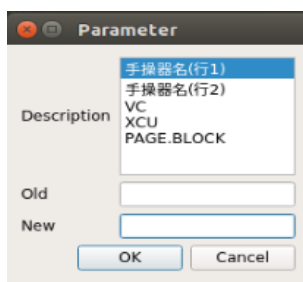 Parameter
手操器名(行1)
手操器名(行2)
VC
XCU
PAGE.BLOCK
Description
Old
New
OK Cancel